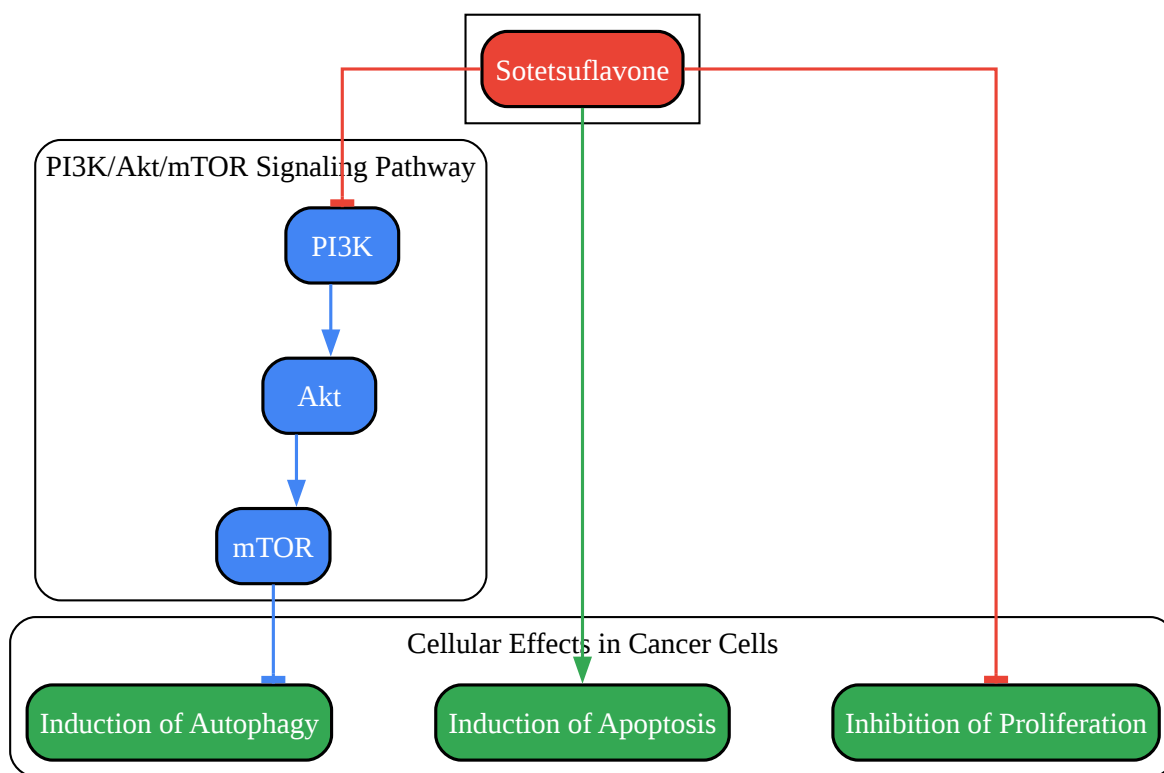 Sotetsuflavone
PI3K/Akt/mTOR Signaling Pathway
PI3K
Akt
mTOR
Cellular Effects in Cancer Cells
Induction of Autophagy
Induction of Apoptosis
Inhibition of Proliferation